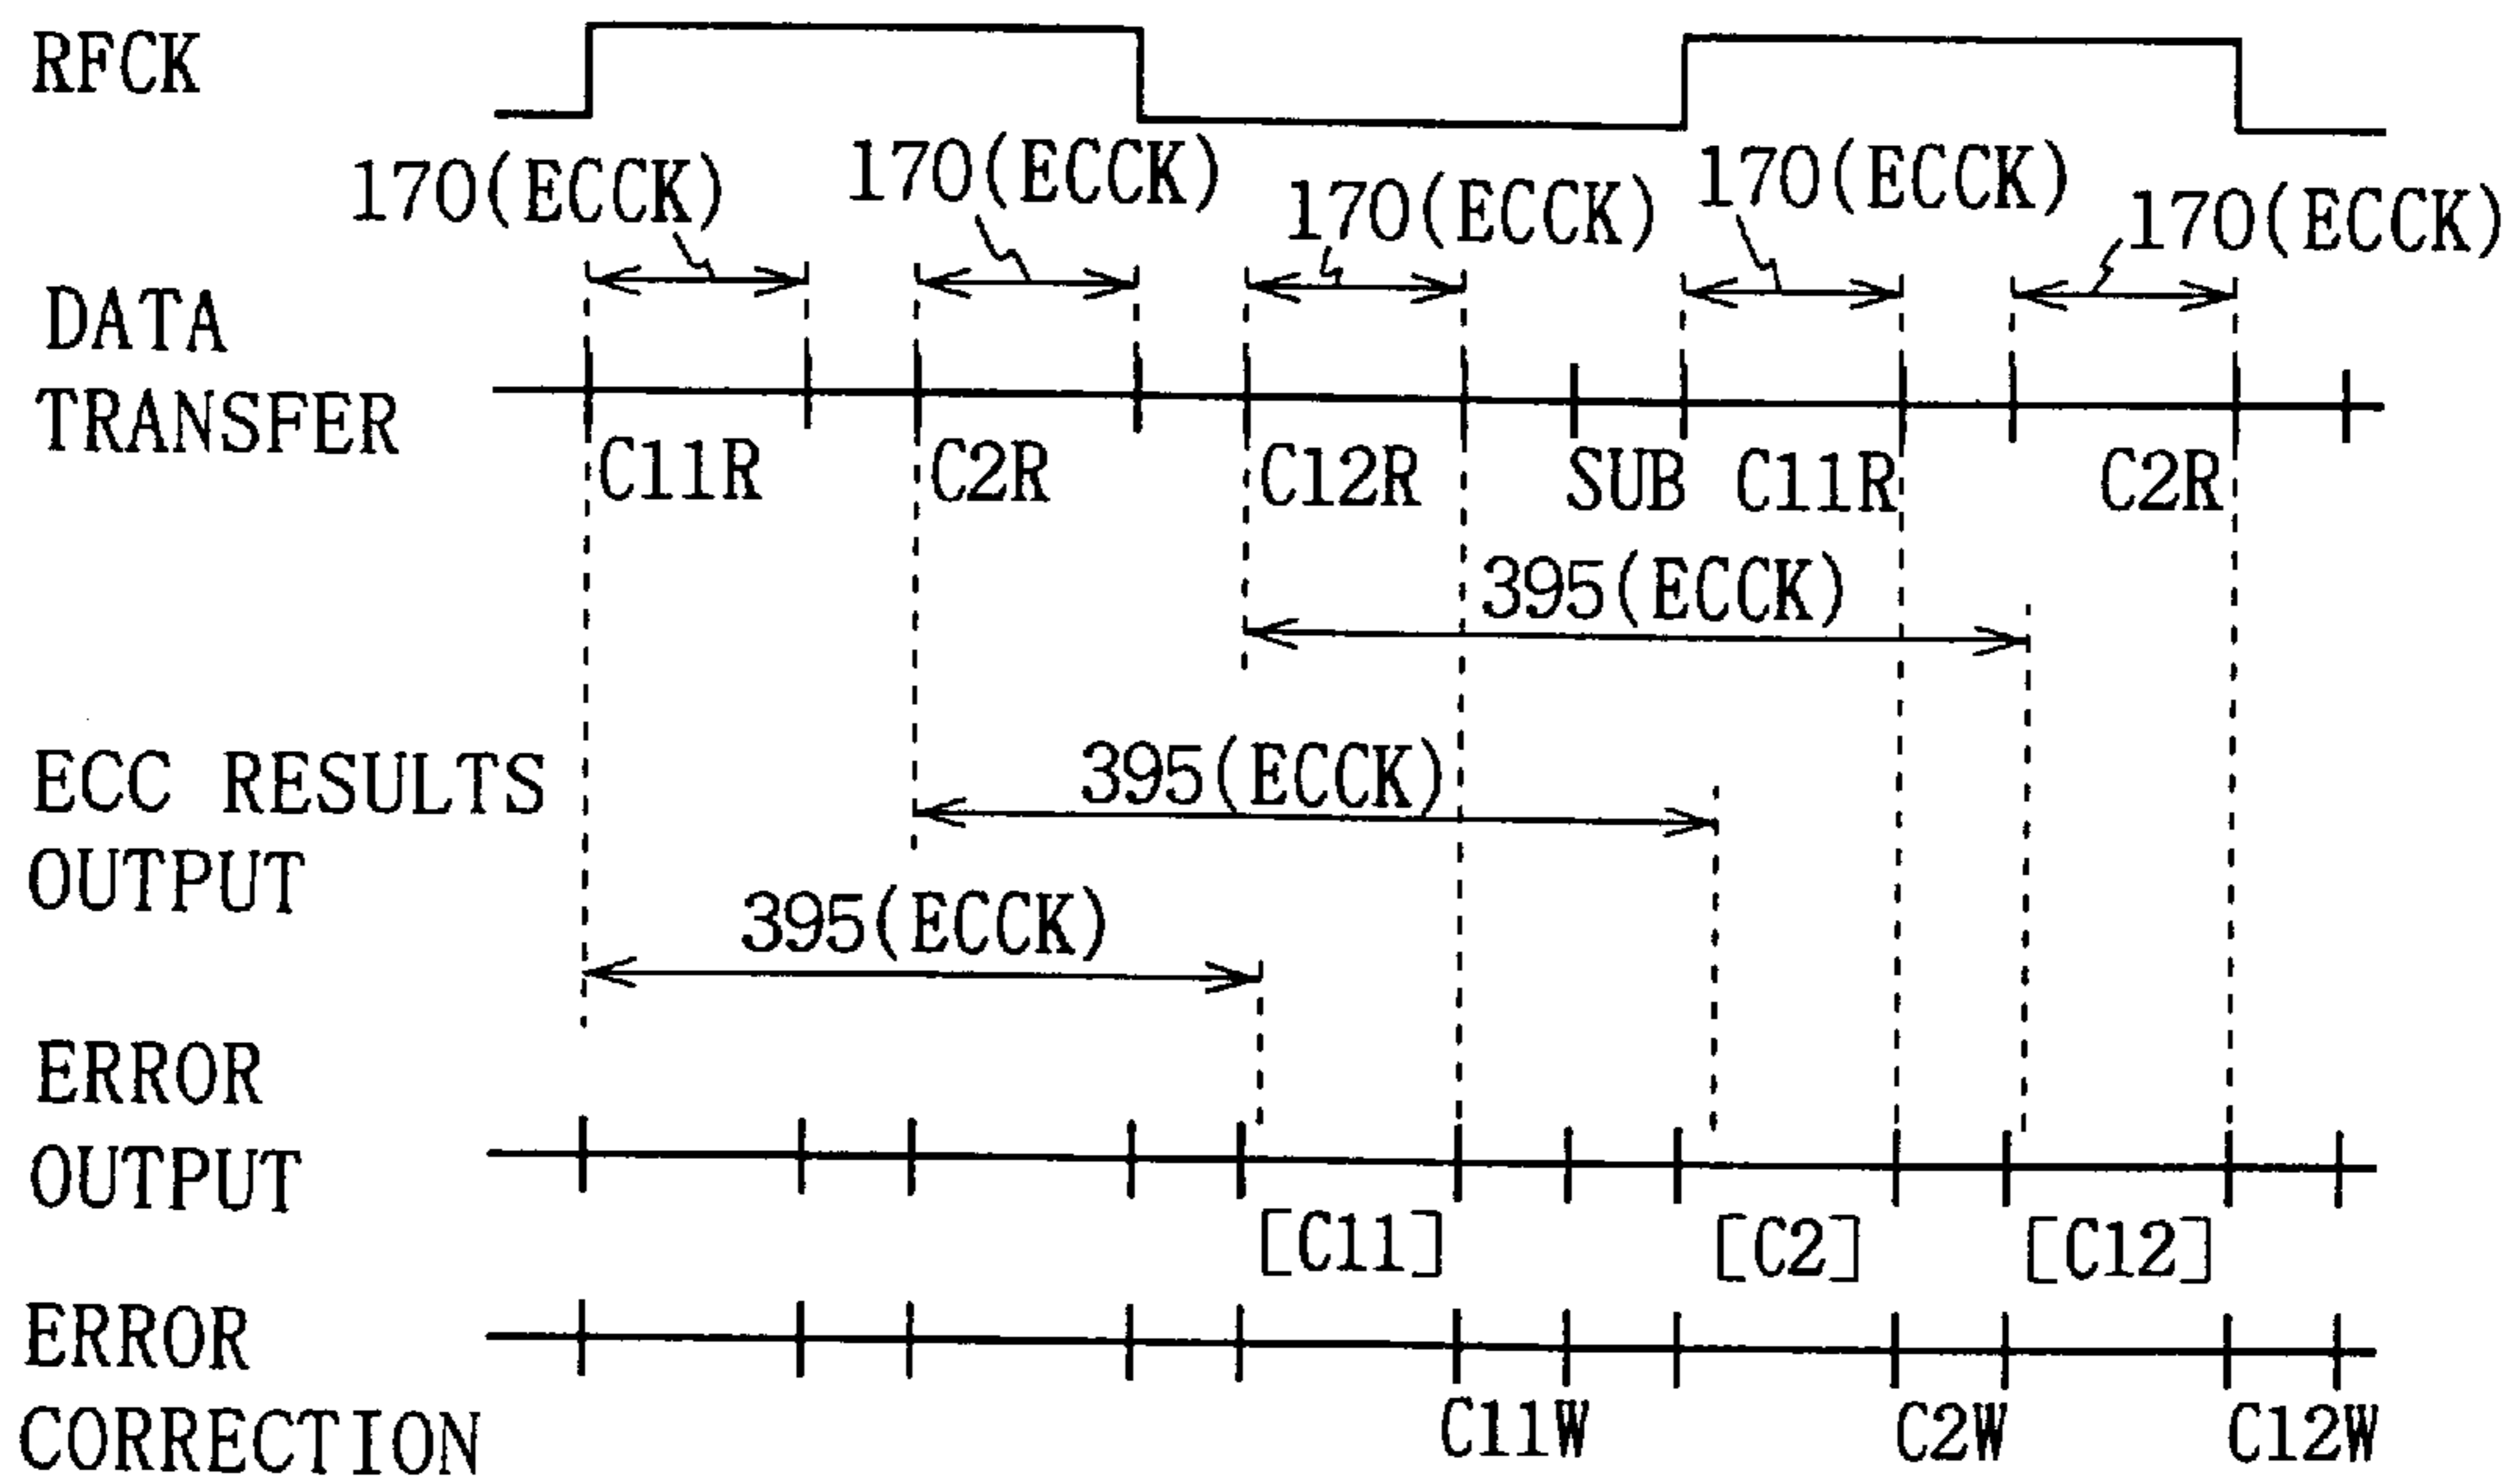 RFCK
170(ECCK)
170(ECCK)
170(ECCK)
170(ECCK)
170(ECCK)
DATA
TRANSFER
C11R
C2R
C12R
SUB
C11R
C2R
395(ECCK)
ECC RESULTS
OUTPUT
395(ECCK)
395(ECCK)
ERROR
OUTPUT
[C11]
[C2]
[C12]
ERROR
CORRECTION
C11W
C2W
C12W